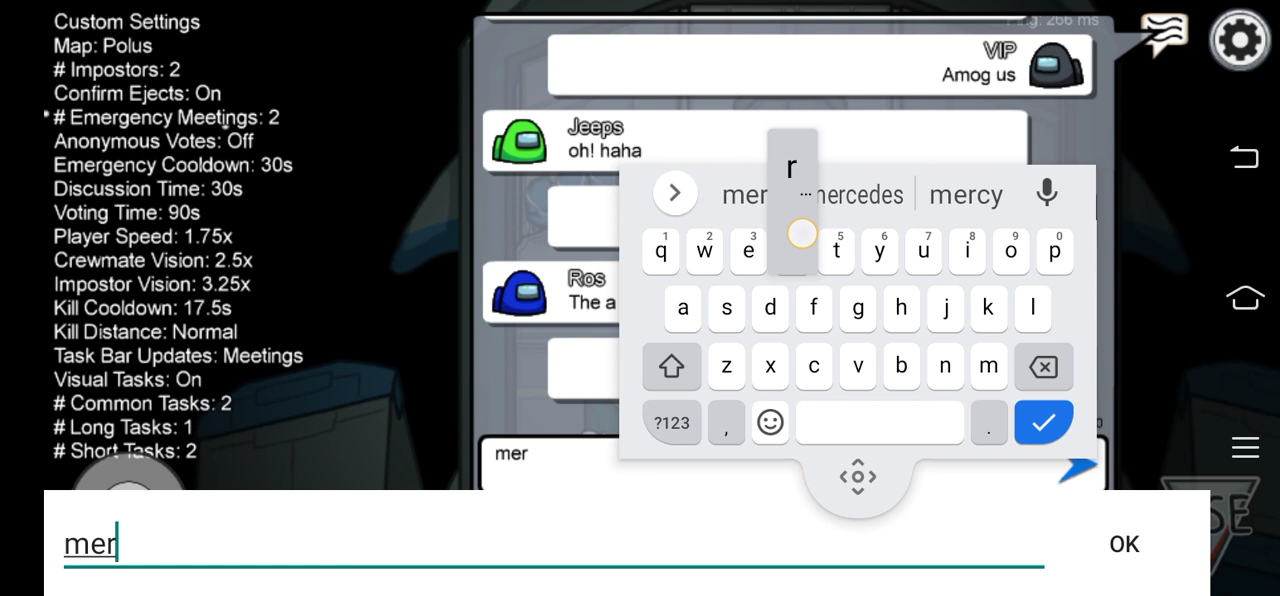 Custom Settings
Map: Polus
# Impostors: 2
Confirm Ejects: On
# Emergency Meetings: 2
Anonymous Votes: Off
Emergency Cooldown: 30s
Discussion Time: 30s
Voting Time: 90s
Player Speed: 1.75x
Crewmate Vision: 2.5x
Impostor Vision: 3.25x
Kill Cooldown: 17.5s
Kill Distance: Normal
Task Bar Updates: Meetings
Visual Tasks: On
# Common Tasks: 2
# Long Tasks: 1
# Short Tasks: 2
Ping: 266 ms
VIP
Amog us
Jeeps
oh! haha
Ros
The a
mer
r
mer mercedes mercy
1 2 3 5 6 7 8 9 0
q w e t y u i o p
a s d f g h j k l
z x c v b n m
?123 , .
mer
OK